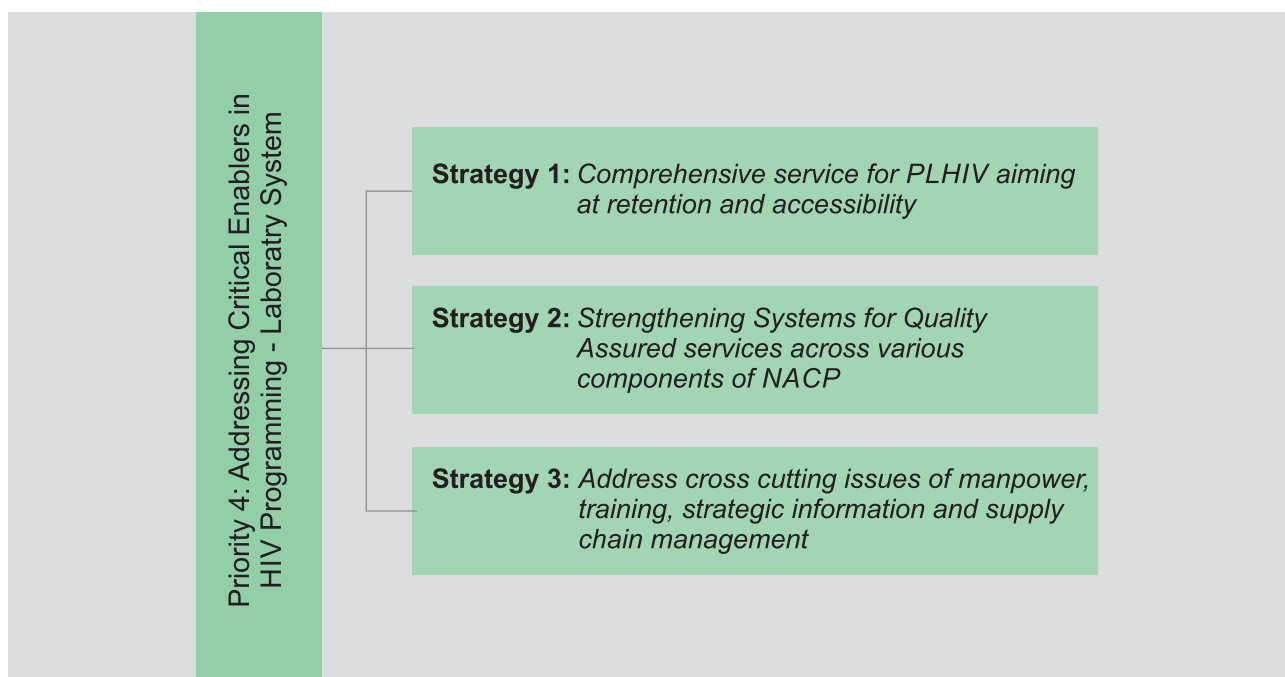 Priority 4: Addressing Critical Enablers in
HIV Programming - Laboratry System
Strategy 1: Comprehensive service for PLHIV aiming
at retention and accessibility
Strategy 2: Strengthening Systems for Quality
Assured services across various
components of NACP
Strategy 3: Address cross cutting issues of manpower,
training, strategic information and supply
chain management